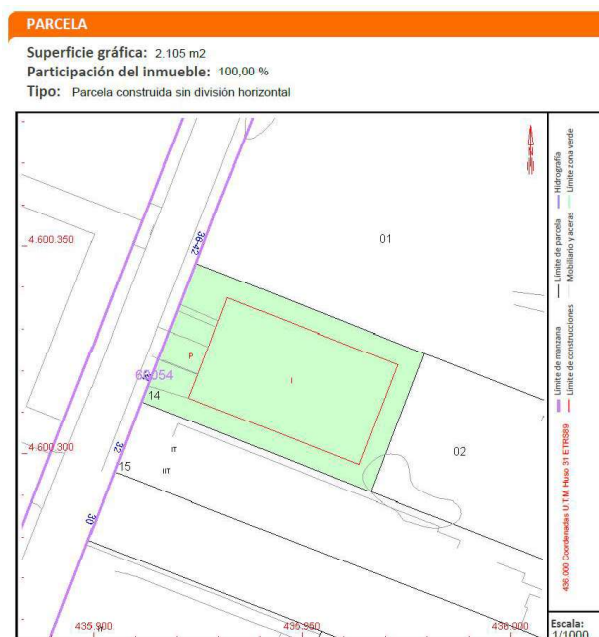 PARCELA
Superficie gráfica: 2.105 m2
Participación del inmueble: 100,00 %
Tipo: Parcela construida sin división horizontal
01
36-42
4.600.350
P
I
14
02
32
4.600.300
IT
IIT
15
30
435.900
435.950
436.000
Hidrografía
Límite zona verde
Límite de parcela
Mobiliario y aceras
Límite de manzana
Límite de construcciones
436.000 Coordenadas U.T.M. Huso 31 ETRS89
Escala:
1/1000